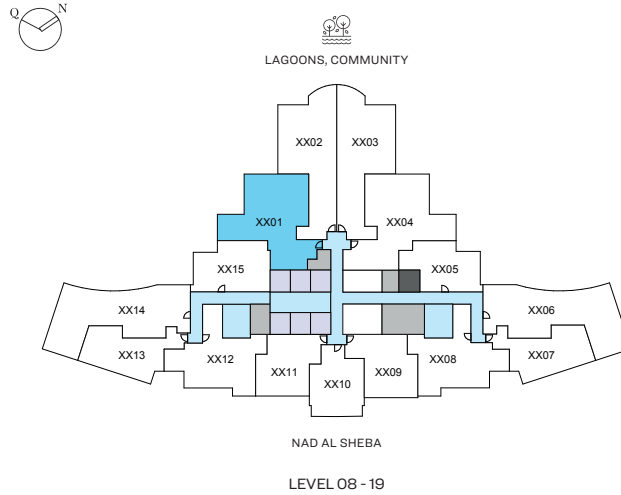 Q N
LAGOONS, COMMUNITY
XX02 XX03
XX01 XX04
XX15 XX05
XX14 XX06
XX13 XX12 XX08 XX07
XX11 XX10 XX09
NAD AL SHEBA
LEVEL 08 - 19